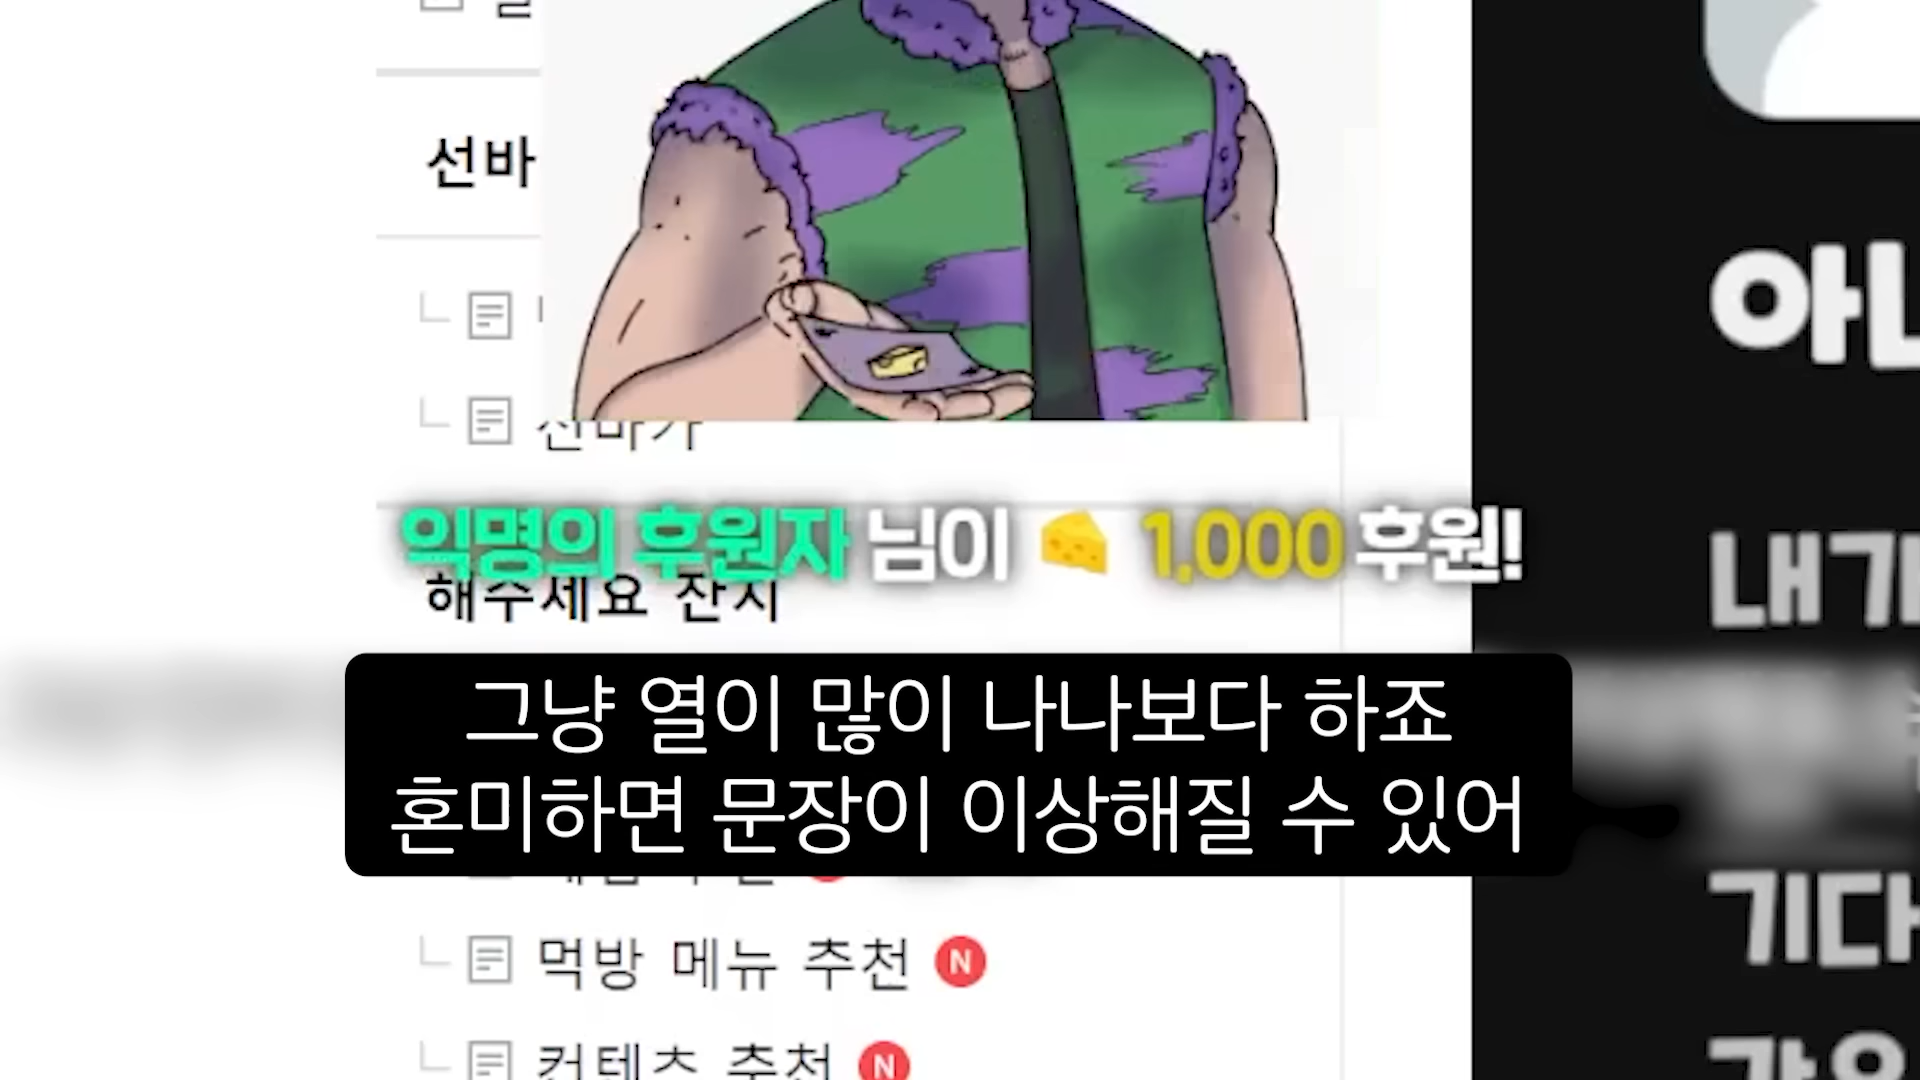 선바
아
익명의 후원자 님이 1,000 후원!
해주세요 잔치
내가
그냥 열이 많이 나나보다 하죠
혼미하면 문장이 이상해질 수 있어
기다
먹방 메뉴 추천 N
컨텐츠 추천 N